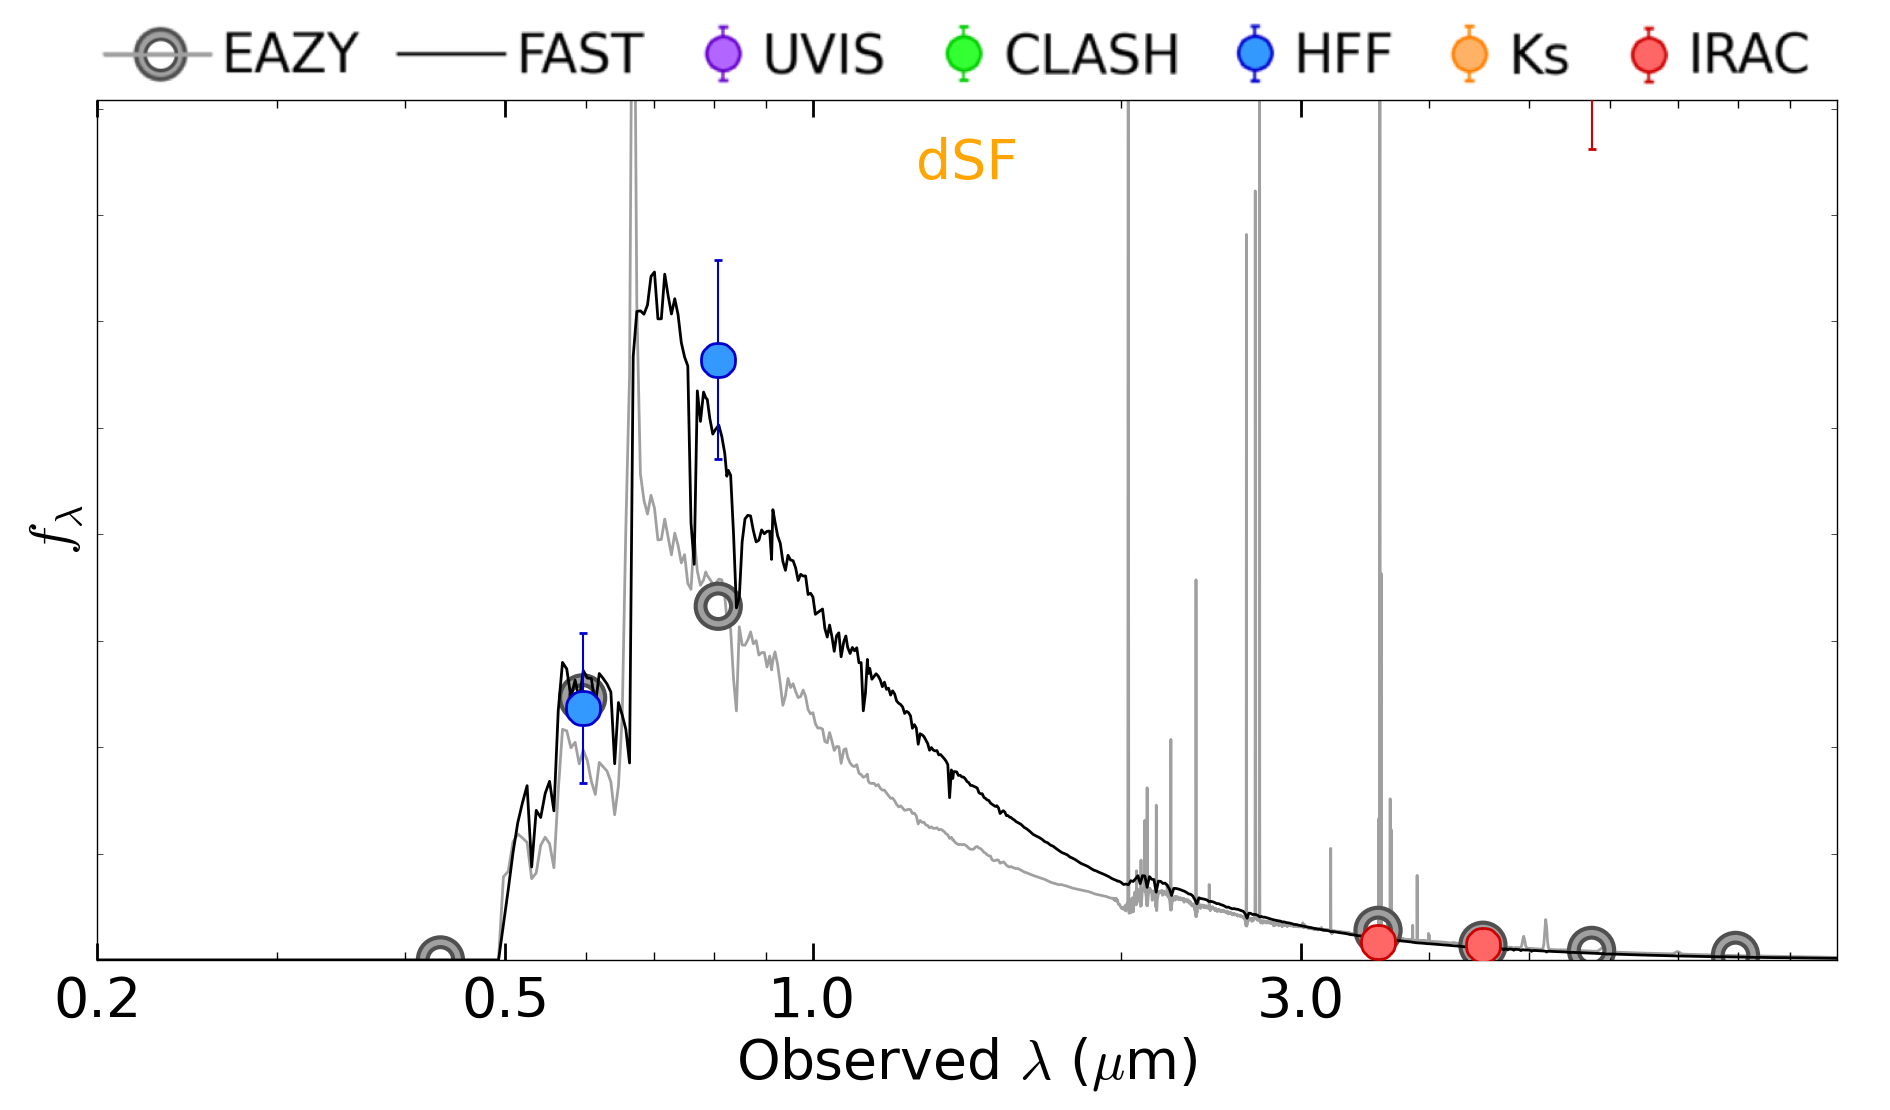 EAZY FAST UVIS CLASH HFF Ks IRAC
dSF
f_λ
0.2 0.5 1.0 3.0
Observed λ (μm)